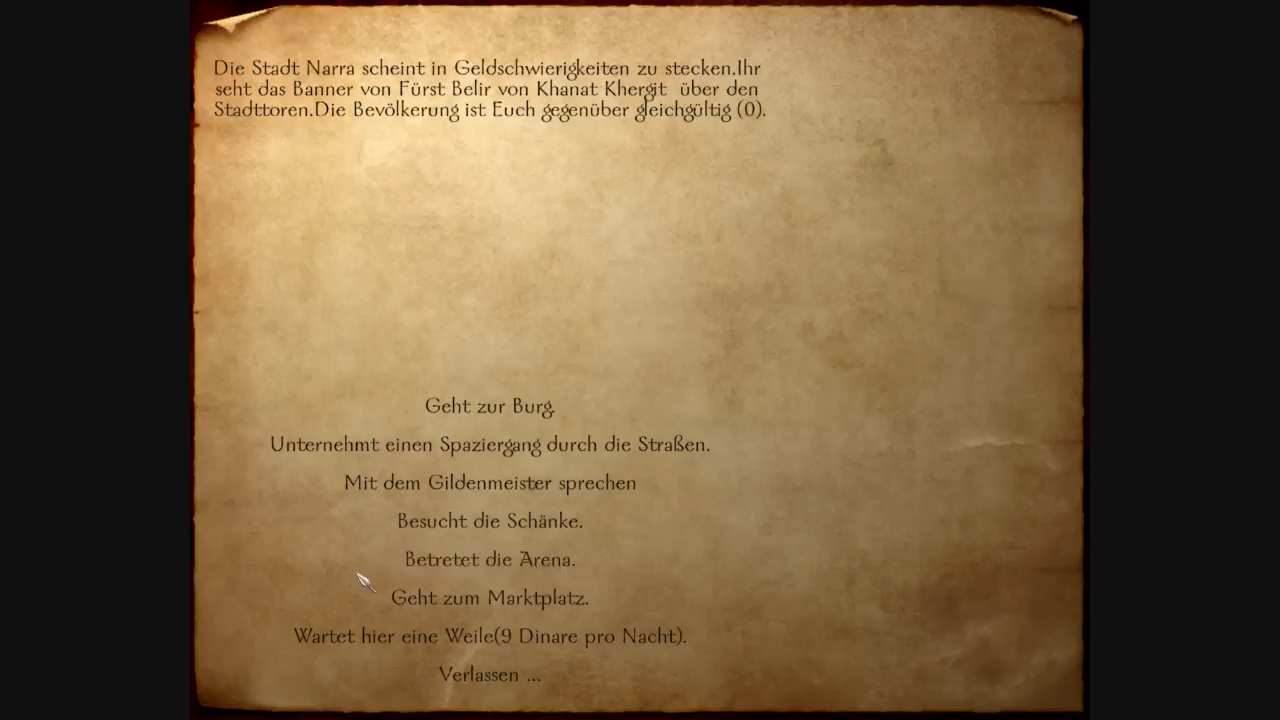 Die Stadt Narra scheint in Geldschwierigkeiten zu stecken.Ihr
seht das Banner von Fürst Belir von Khanat Khergit über den
Stadttoren.Die Bevölkerung ist Euch gegenüber gleichgültig (0).
Geht zur Burg.
Unternehmt einen Spaziergang durch die Straßen.
Mit dem Gildenmeister sprechen
Besucht die Schänke.
Betretet die Arena.
Geht zum Marktplatz.
Wartet hier eine Weile(9 Dinare pro Nacht).
Verlassen ...